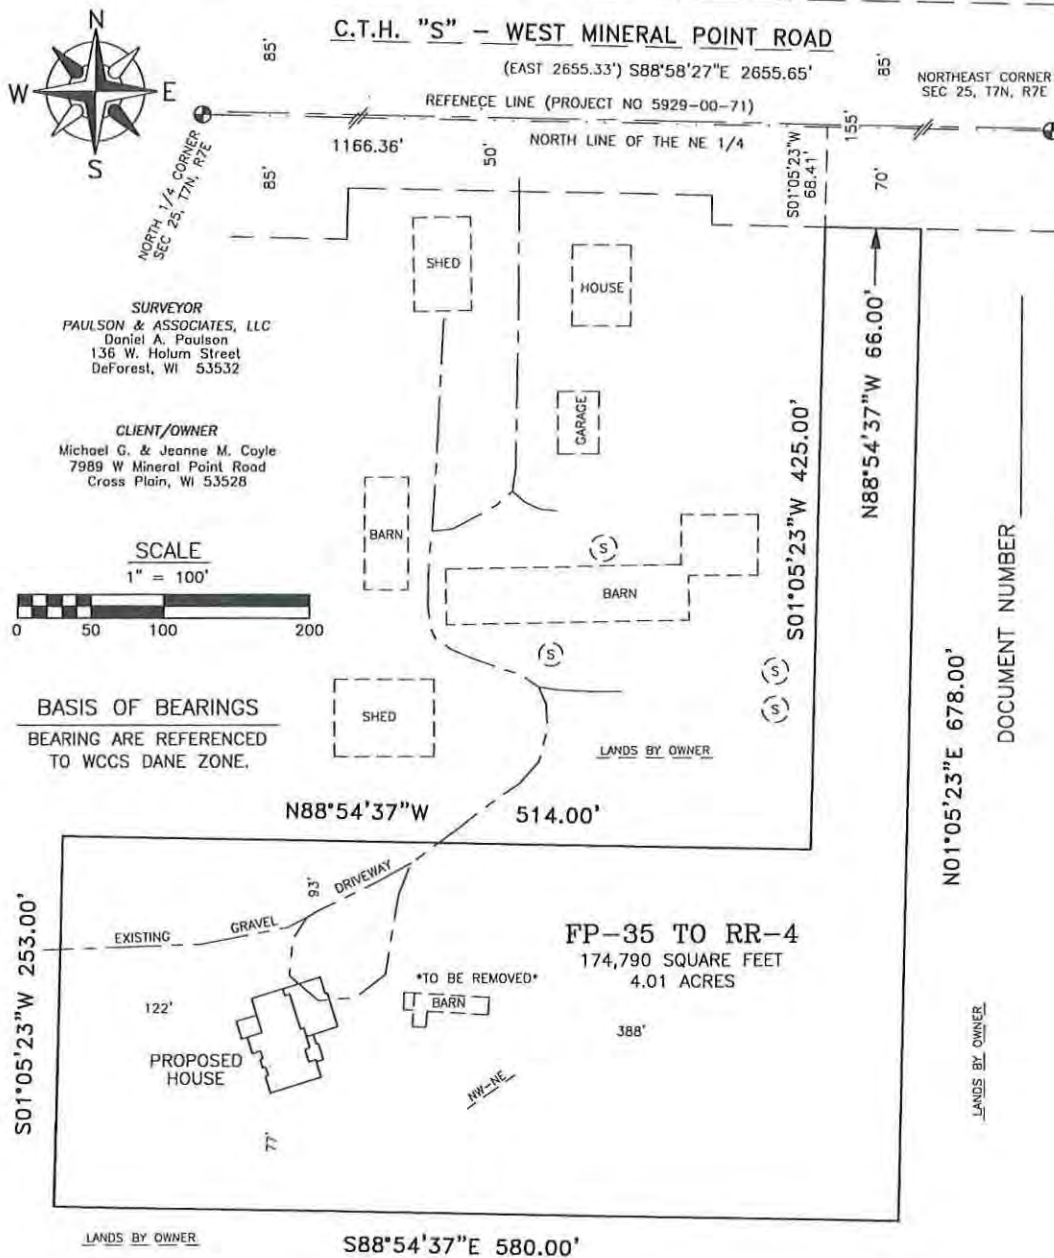 C.T.H. "S" – WEST MINERAL POINT ROAD
N
W E
S
85'
(EAST 2655.33') S88°58'27"E 2655.65'
85'
NORTHEAST CORNER
SEC 25, T7N, R7E
REFENECE LINE (PROJECT NO 5929-00-71)
1166.36'
NORTH LINE OF THE NE 1/4
50'
155'
85'
S01°05'23"W
68.41'
70'
NORTH 1/4 CORNER
SEC 25, T7N, R7E
SHED
HOUSE
SURVEYOR
PAULSON & ASSOCIATES, LLC
Daniel A. Paulson
136 W. Holum Street
DeForest, WI 53532
N88°54'37"W 66.00'
GARAGE
S01°05'23"W 425.00'
CLIENT/OWNER
Michael G. & Jeanne M. Coyle
7989 W Mineral Point Road
Cross Plain, WI 53528
BARN
S
SCALE
1" = 100'
0 50 100 200
BARN
DOCUMENT NUMBER
S
S
S
BASIS OF BEARINGS
BEARING ARE REFERENCED
TO WCCS DANE ZONE.
SHED
LANDS BY OWNER
N01°05'23"E 678.00'
N88°54'37"W 514.00'
S01°05'23"W 253.00'
93'
EXISTING GRAVEL DRIVEWAY
FP-35 TO RR-4
174,790 SQUARE FEET
4.01 ACRES
*TO BE REMOVED*
BARN
122'
388'
PROPOSED
HOUSE
NW-NE
77'
LANDS BY OWNER
LANDS BY OWNER
S88°54'37"E 580.00'